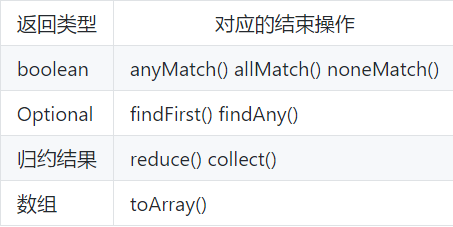 返回类型 对应的结束操作
boolean anyMatch() allMatch() noneMatch()
Optional findFirst() findAny()
归约结果 reduce() collect()
数组 toArray()